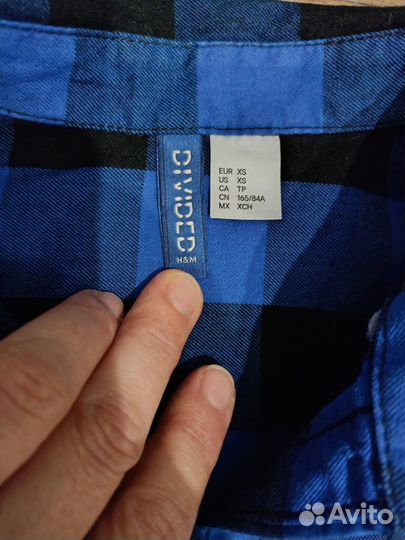 DIVIDED
H&M
EUR XS
US XS
CA TP
CN 165/84A
MX XCH
Avito